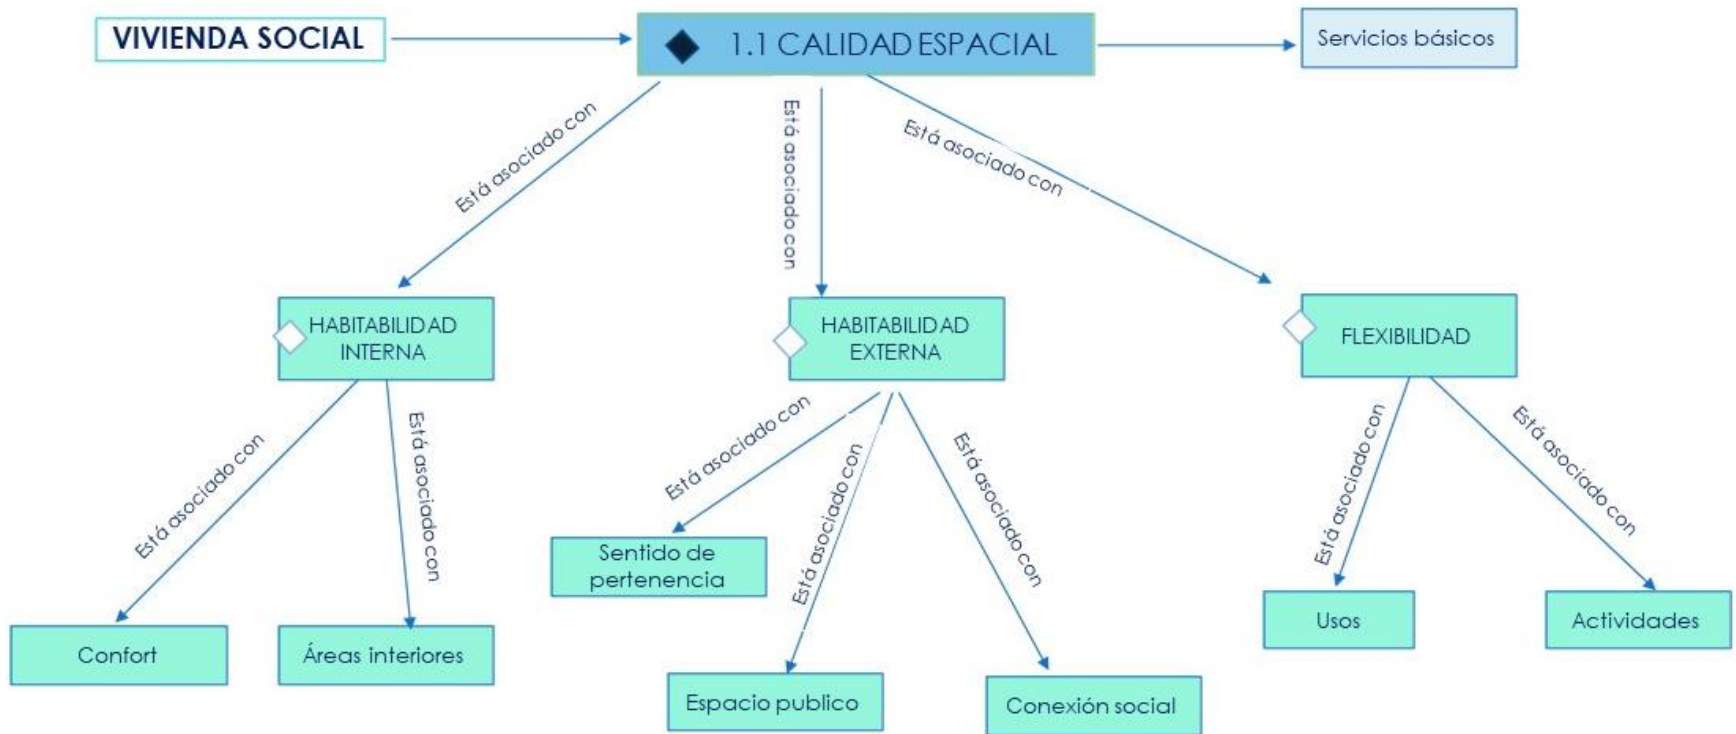 VIVIENDA SOCIAL
1.1 CALIDAD ESPACIAL
Servicios básicos
Está asociado con
Está asociado con
Está asociado con
HABITABILIDAD
INTERNA
HABITABILIDAD
EXTERNA
FLEXIBILIDAD
Está asociado con
Está asociado con
Está asociado con
Está asociado con
Está asociado con
Está asociado con
Está asociado con
Sentido de
pertenencia
Usos
Actividades
Confort
Áreas interiores
Espacio publico
Conexión social